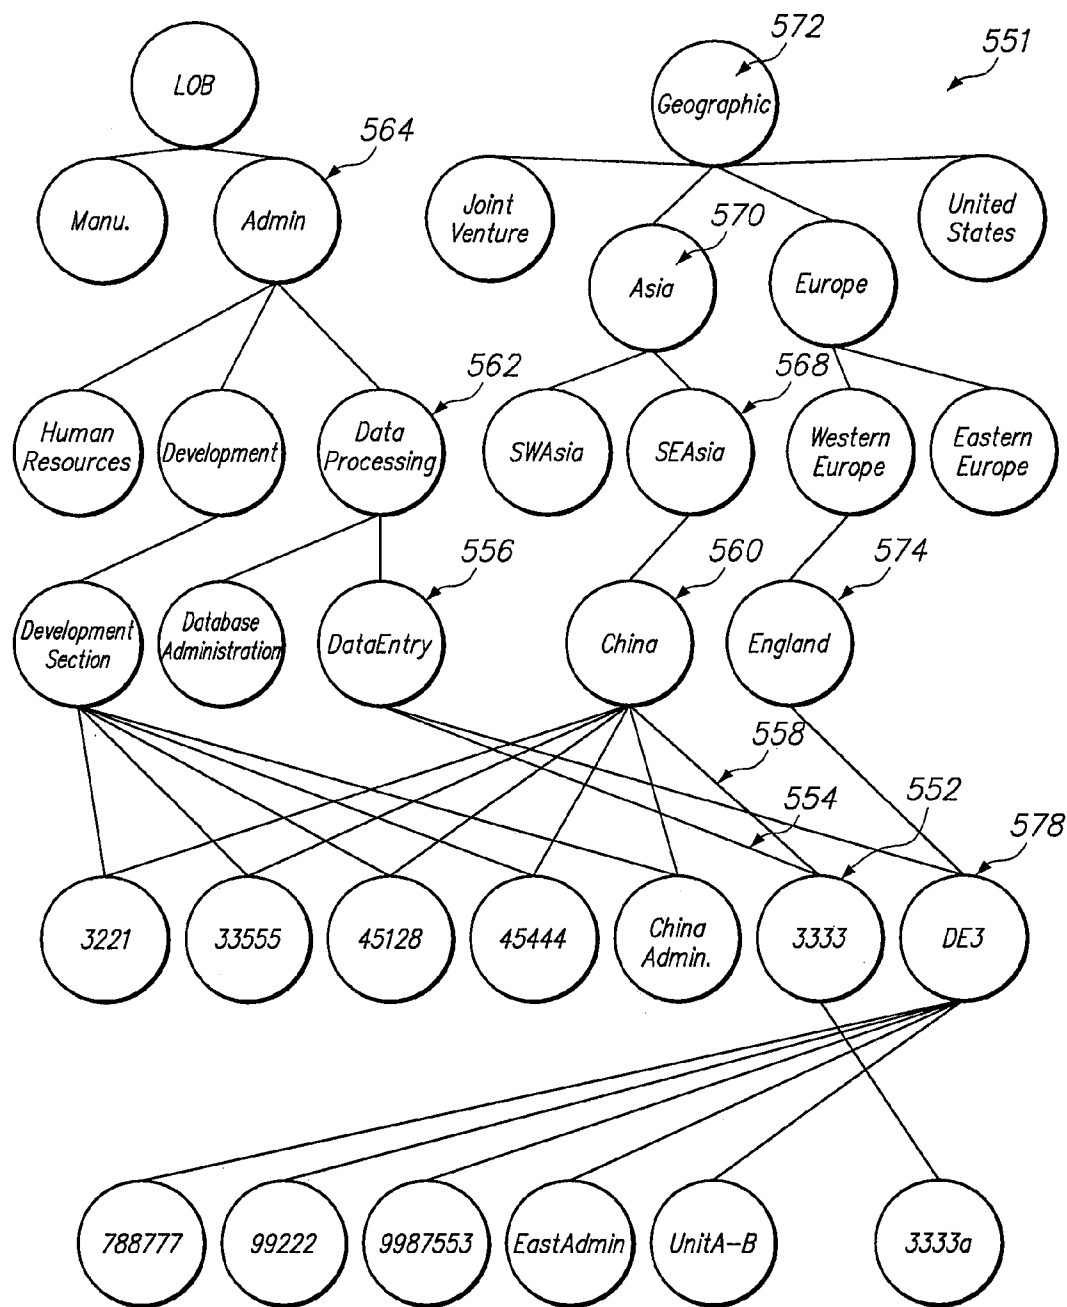 572
551
LOB
Geographic
564
Manu.
Admin
Joint
Venture
570
United
States
Asia
Europe
562
568
Human
Resources
Development
Data
Processing
SWAsia
SEAsia
Western
Europe
Eastern
Europe
556
560
574
Development
Section
Database
Administration
DataEntry
China
England
558
554
552
578
3221
33555
45128
45444
China
Admin.
3333
DE3
788777
99222
9987553
EastAdmin
UnitA-B
3333a